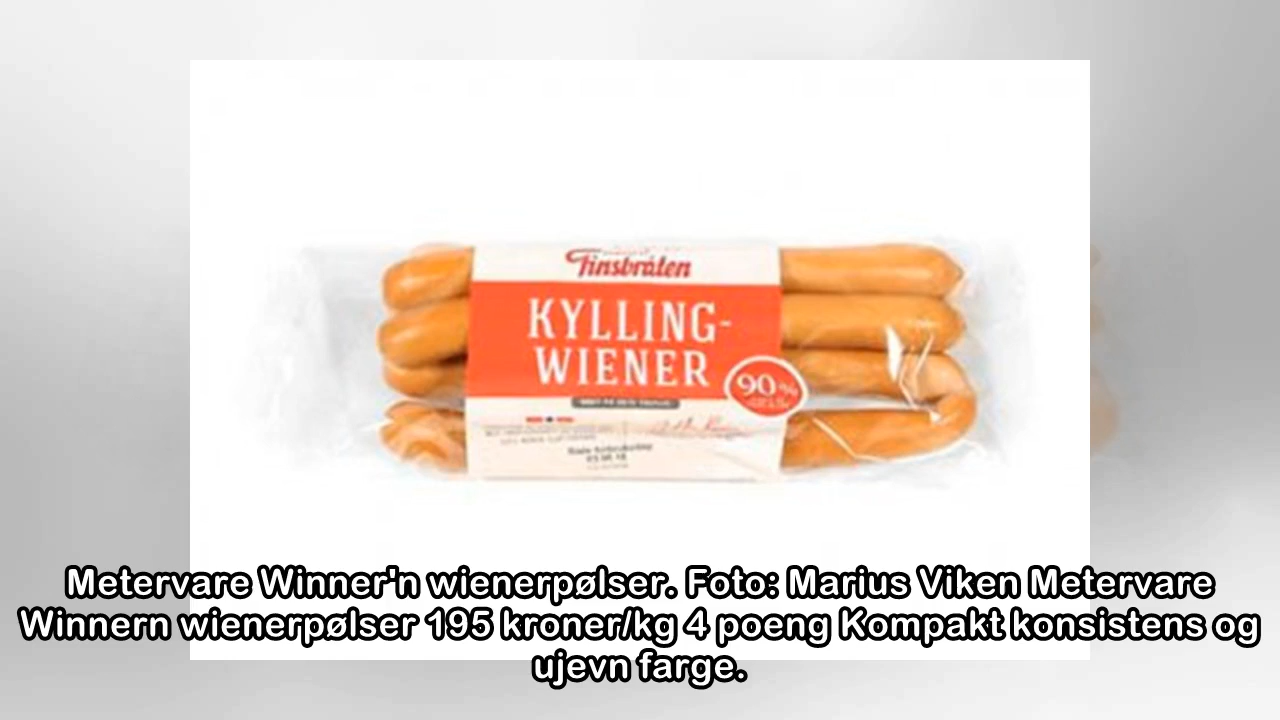 Finsbråten
KYLLING-
WIENER
90%
Metervare Winner'n wienerpølser. Foto: Marius Viken Metervare
Winnern wienerpølser 195 kroner/kg 4 poeng Kompakt konsistens og
ujevn farge.